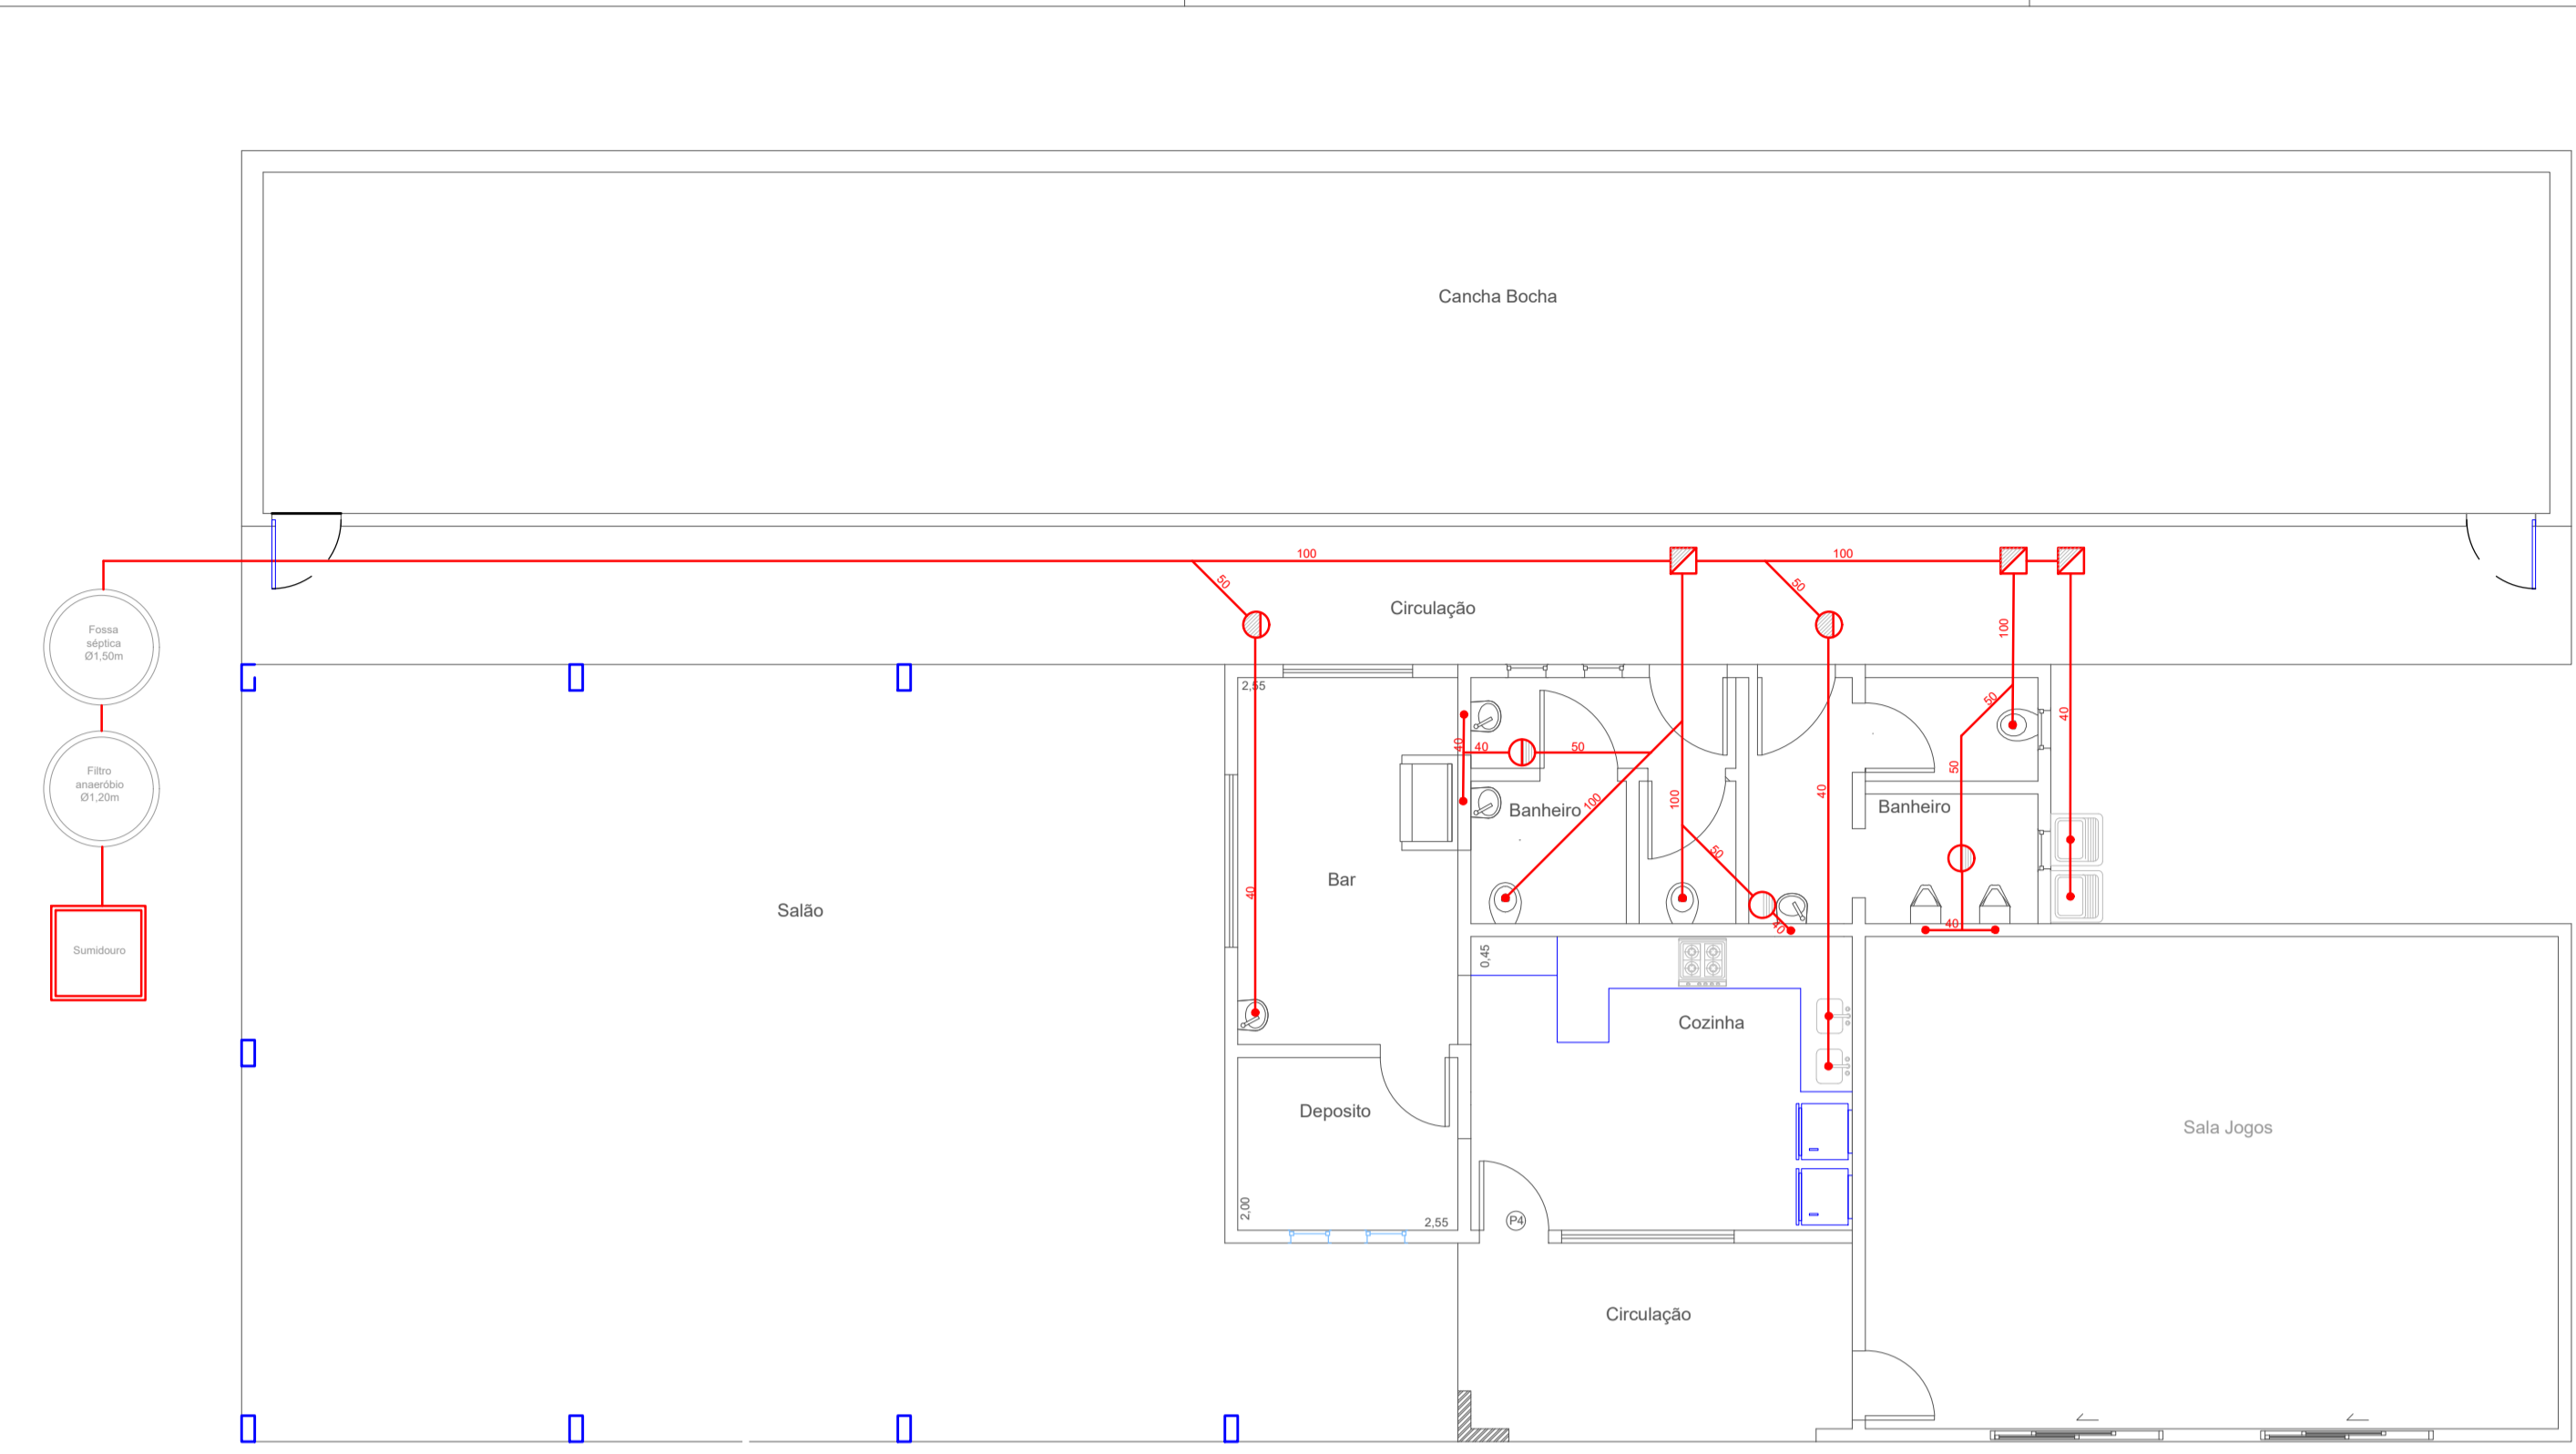 Cancha Bocha
100
100
50
50
Circulação
Fossa
séptica
Ø1,50m
100
2,55
50
40
40
40
50
50
Filtro
anaeróbio
Ø1,20m
40
100
100
Banheiro
Banheiro
50
Bar
40
Salão
40
40
Sumidouro
0,45
Cozinha
Deposito
Sala Jogos
2,00
2,55
P4
Circulação